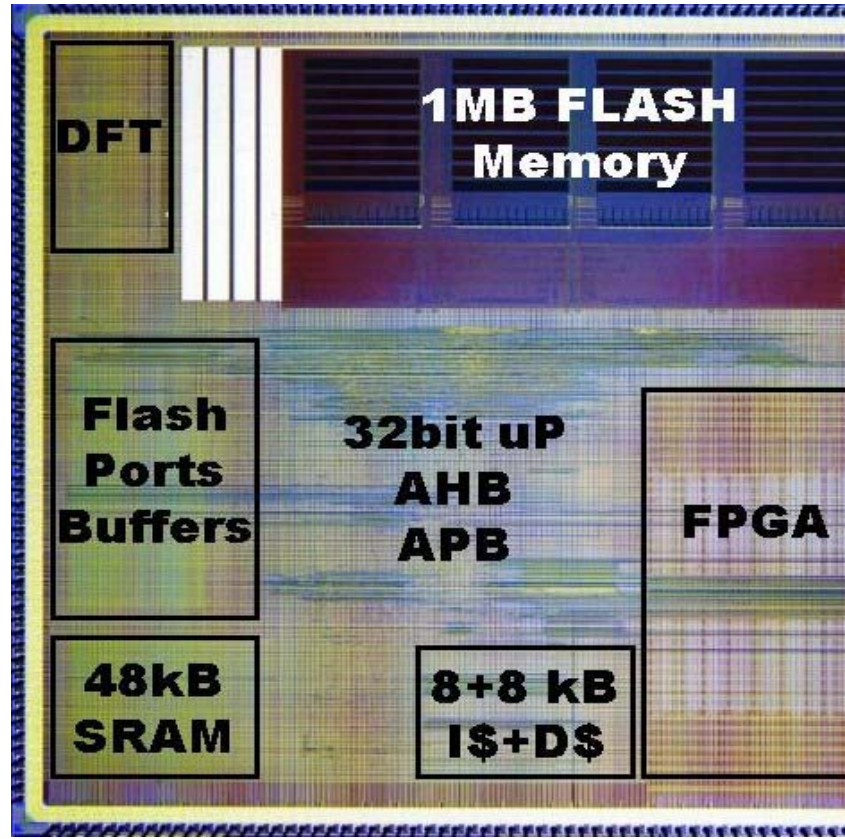 DFT
1MB FLASH
Memory
Flash
Ports
Buffers
32bit uP
AHB
APB
FPGA
48kB
SRAM
8+8 kB
I$+D$